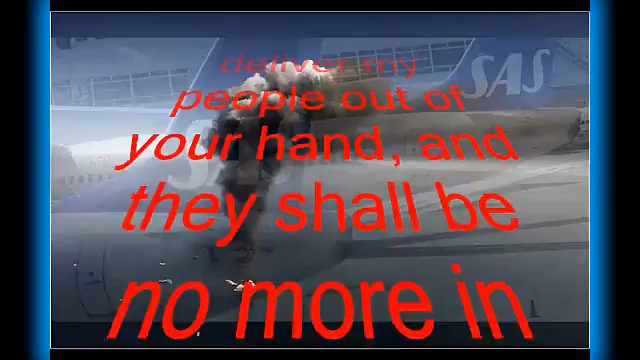 SAS
deliver my
people out of
your hand, and
they shall be
no more in